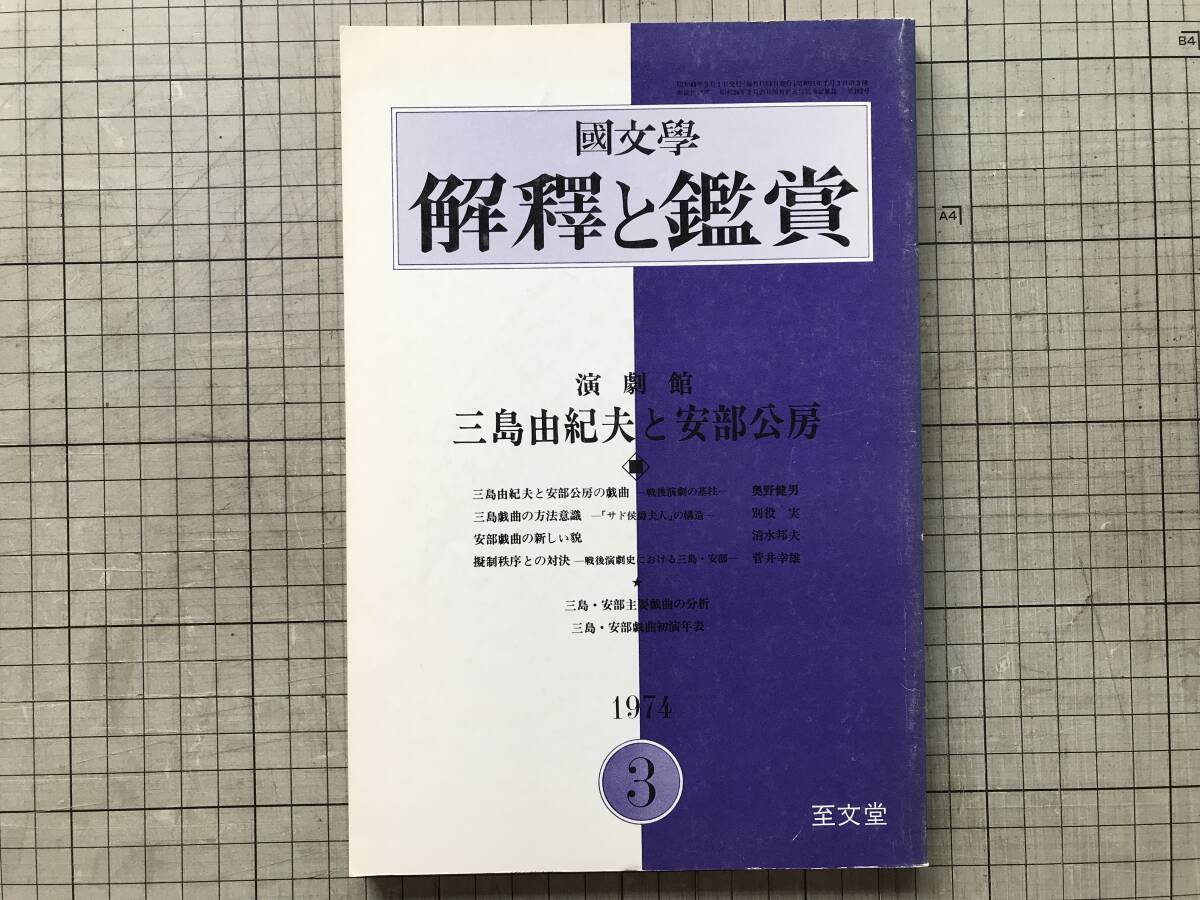 B4
A4
國文學
解釋と鑑賞
演劇館
三島由紀夫と安部公房
三島由紀夫と安部公房の戯曲 ―戦後演劇の基柱― 奥野健男
三島戯曲の方法意識 ―「サド侯爵夫人」の構造― 別役 実
安部戯曲の新しい貌 清水邦夫
擬制秩序との対決 ―戦後演劇史における三島・安部― 菅井幸雄
★
三島・安部主要戯曲の分析
三島・安部戯曲初演年表
1974
3
至文堂